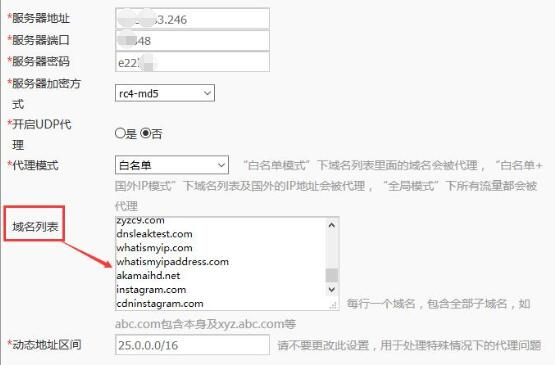 *服务器地址 3.246
*服务器端口 48
*服务器密码 e22
*服务器加密方式 rc4-md5
*开启UDP代理 是 否
*代理模式 白名单 “白名单模式”下域名列表里面的域名会被代理,“白名单+
国外IP模式”下域名列表及国外的IP地址会被代理,“全局模式”下所有流量都会被
代理
域名列表
zyzc9.com
dnsleaktest.com
whatismyip.com
whatismyipaddress.com
akamaihd.net
instagram.com
cdninstagram.com
每行一个域名,包含全部子域名,如
abc.com包含本身及xyz.abc.com等
*动态地址区间 25.0.0.0/16 请不要更改此设置,用于处理特殊情况下的代理问题